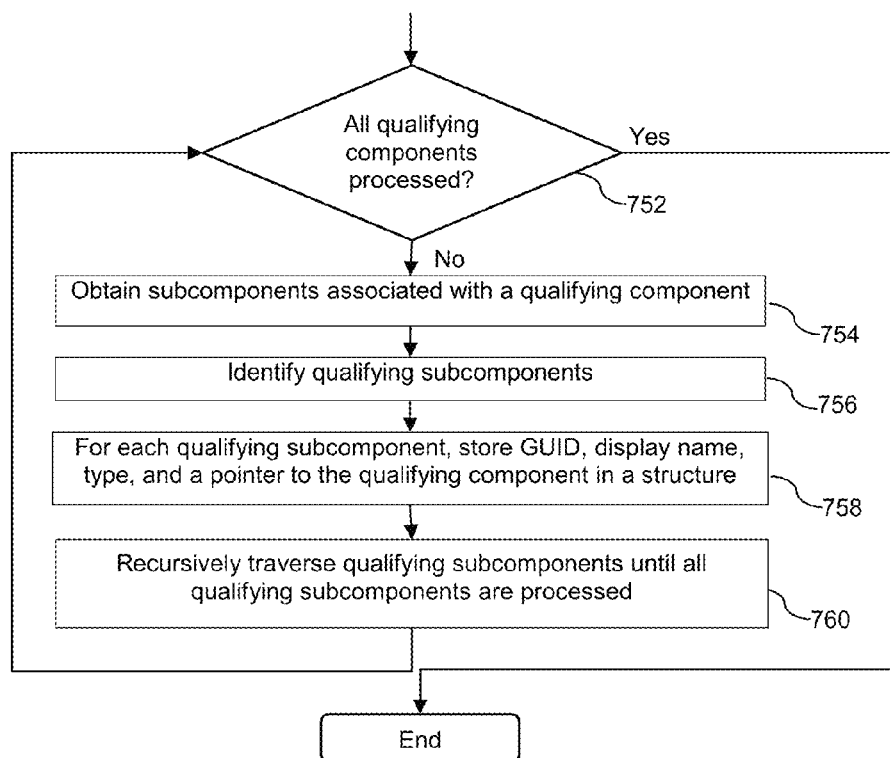 All qualifying
components
processed?
Yes
752
No
Obtain subcomponents associated with a qualifying component
754
Identify qualifying subcomponents
756
For each qualifying subcomponent, store GUID, display name,
type, and a pointer to the qualifying component in a structure
758
Recursively traverse qualifying subcomponents until all
qualifying subcomponents are processed
760
End